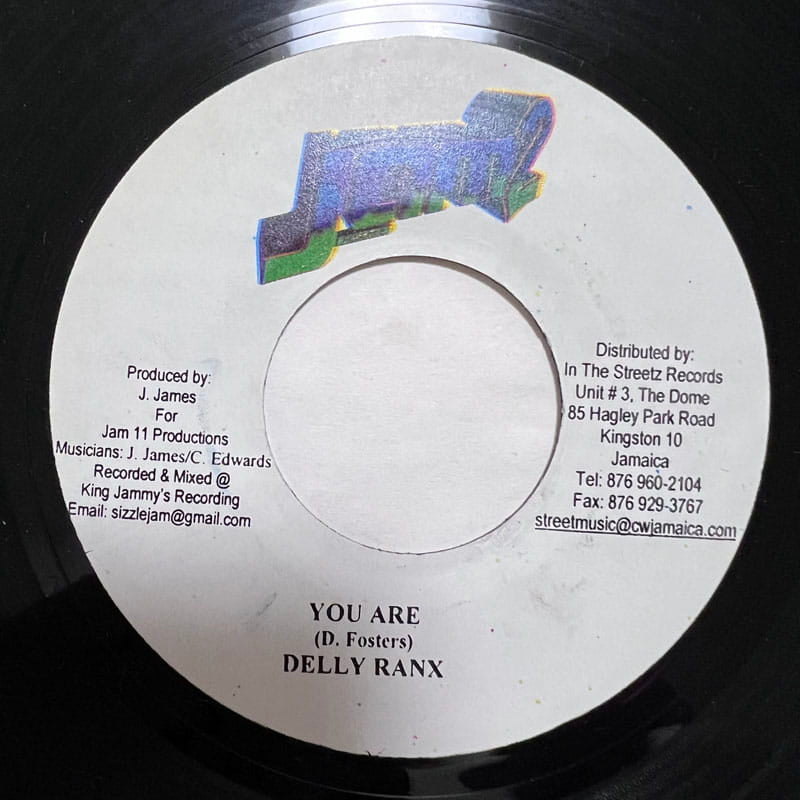 Produced by:
J. James
For
Jam 11 Productions
Musicians: J. James/C. Edwards
Recorded & Mixed @
King Jammy's Recording
Email: sizzlejam@gmail.com
Distributed by:
In The Streetz Records
Unit # 3, The Dome
85 Hagley Park Road
Kingston 10
Jamaica
Tel: 876 960-2104
Fax: 876 929-3767
streetmusic@cwjamaica.com
YOU ARE
(D. Fosters)
DELLY RANX